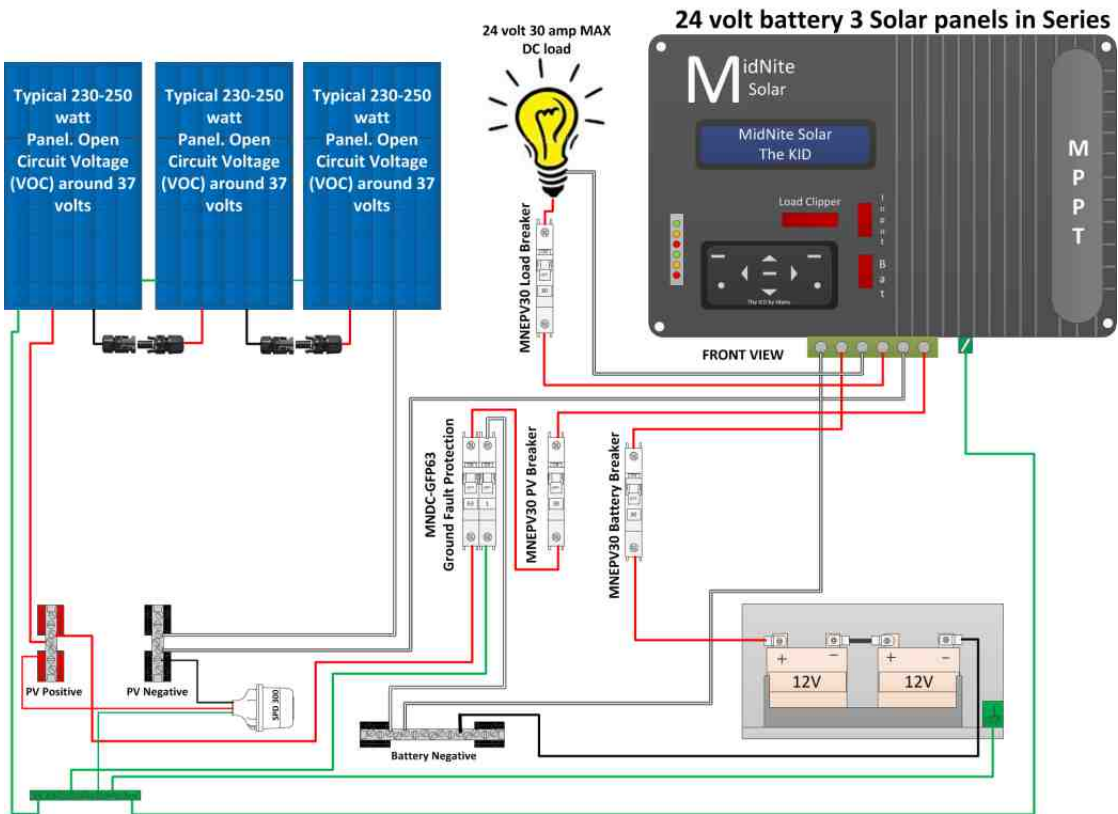 24 volt battery 3 Solar panels in Series
24 volt 30 amp MAX
DC load
Typical 230-250
watt
Panel. Open
Circuit Voltage
(VOC) around 37
volts
Typical 230-250
watt
Panel. Open
Circuit Voltage
(VOC) around 37
volts
Typical 230-250
watt
Panel. Open
Circuit Voltage
(VOC) around 37
volts
MidNite
Solar
MidNite Solar
The KID
MPPT
Load Clipper
Input
Bat
FRONT VIEW
MNEPV30 Load Breaker
MNDC-GFP63
Ground Fault Protection
MNEPV30 PV Breaker
MNEPV30 Battery Breaker
PV Positive
PV Negative
SPD 300
Battery Negative
+ −
12V
+ −
12V